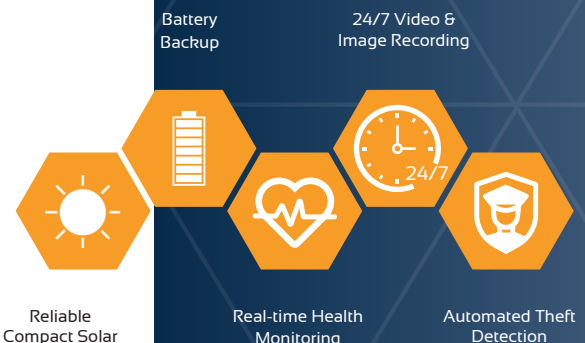 Battery
Backup
24/7 Video &
Image Recording
24/7
Reliable
Compact Solar
Real-time Health
Monitoring
Automated Theft
Detection